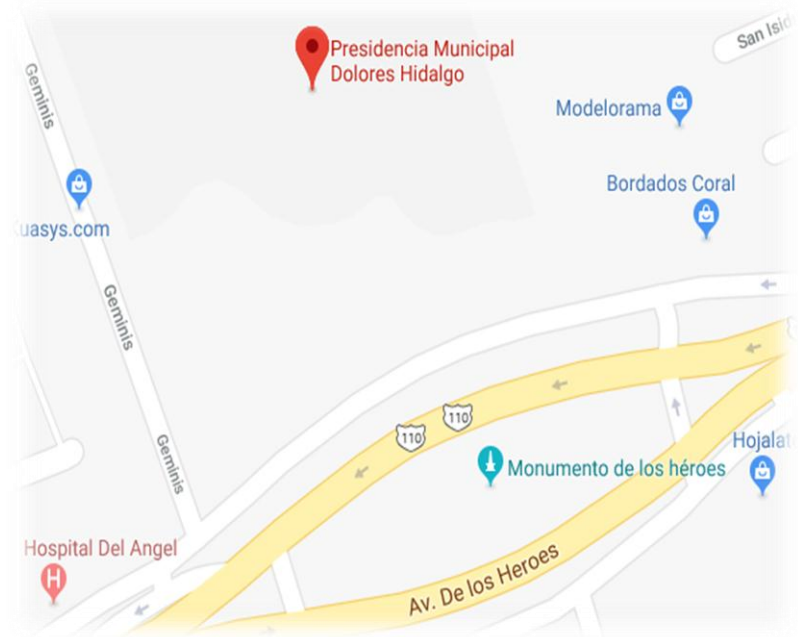 Presidencia Municipal
Dolores Hidalgo
San Isid
Geminis
Modelorama
Bordados Coral
uasys.com
Geminis
110
110
Geminis
Monumento de los héroes
Hojalat
Hospital Del Angel
H
Av. De los Heroes